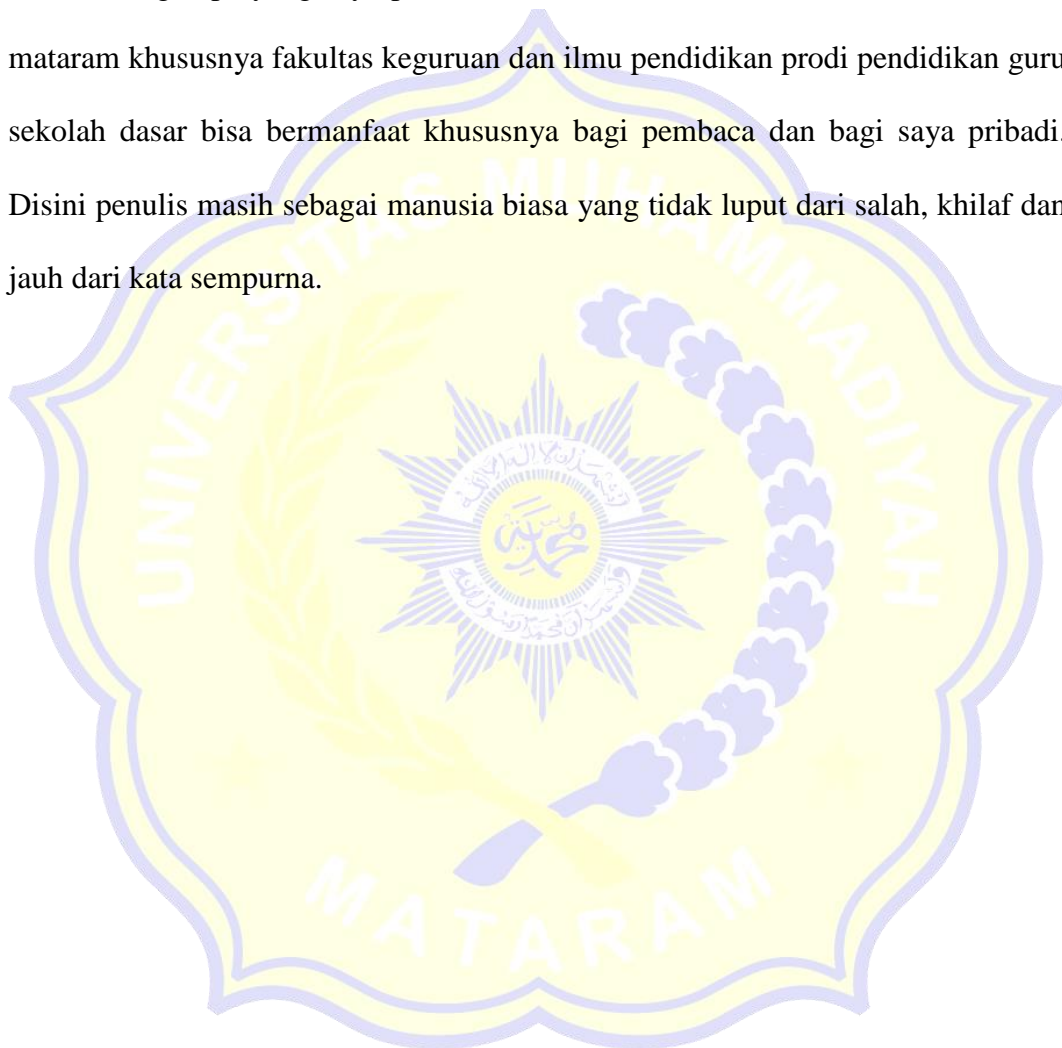 mataram khususnya fakultas keguruan dan ilmu pendidikan prodi pendidikan guru
sekolah dasar bisa bermanfaat khususnya bagi pembaca dan bagi saya pribadi.
Disini penulis masih sebagai manusia biasa yang tidak luput dari salah, khilaf dan
jauh dari kata sempurna.
UNIVERSITAS MUHAMMADIYAH
MATARAM